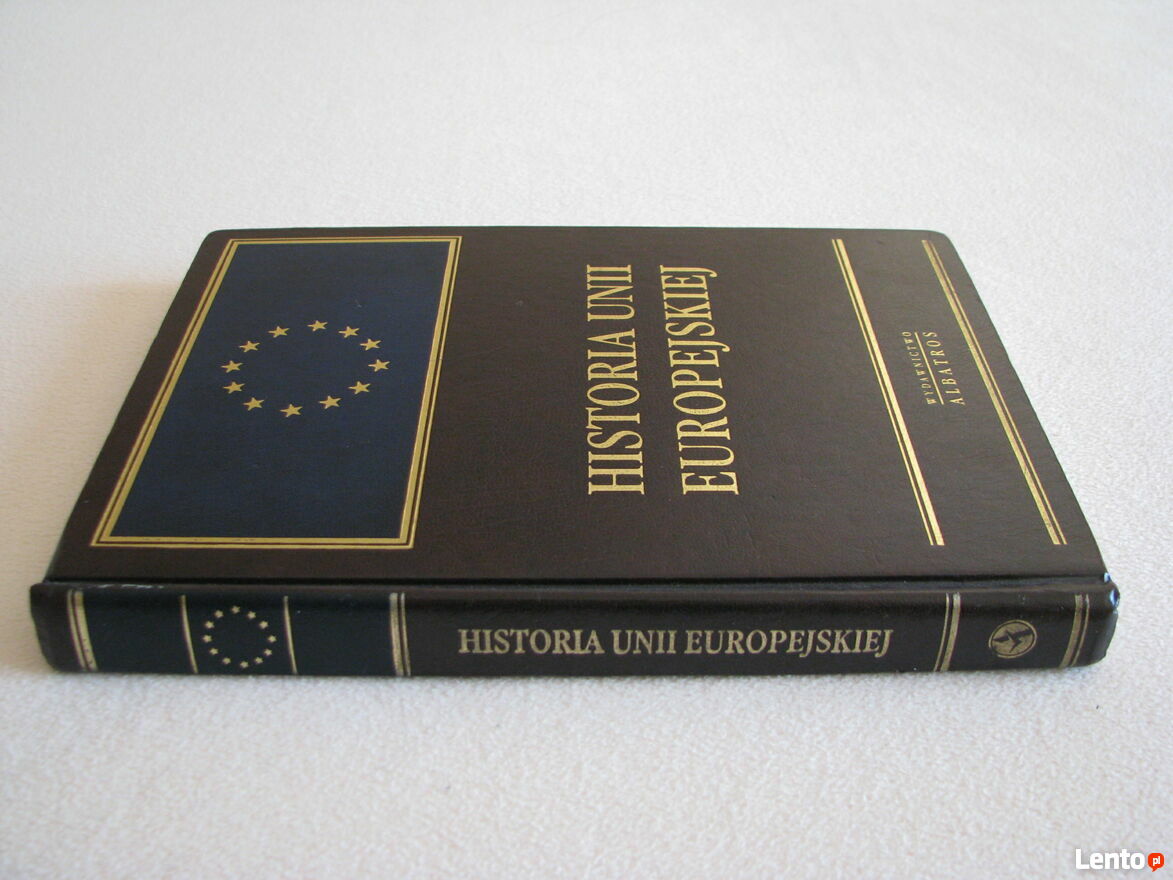 HISTORIA UNII
EUROPEJSKIEJ
WYDAWNICTWO
ALBATROS
HISTORIA UNII EUROPEJSKIEJ
Lento.pl